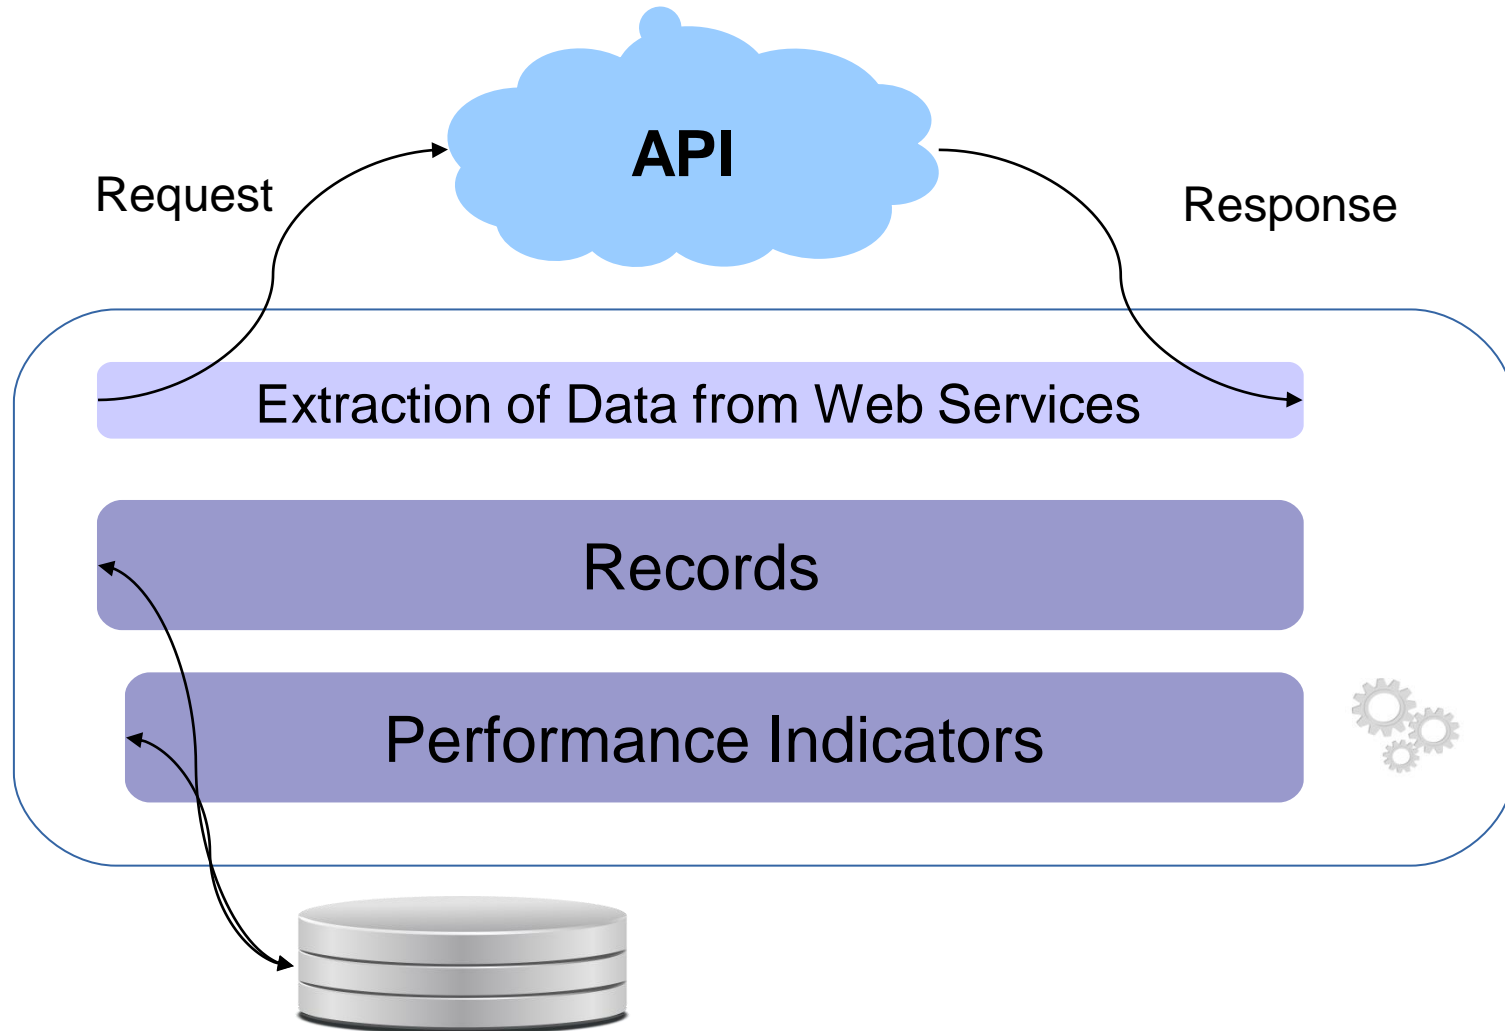 API
Request
Response
Extraction of Data from Web Services
Records
Performance Indicators